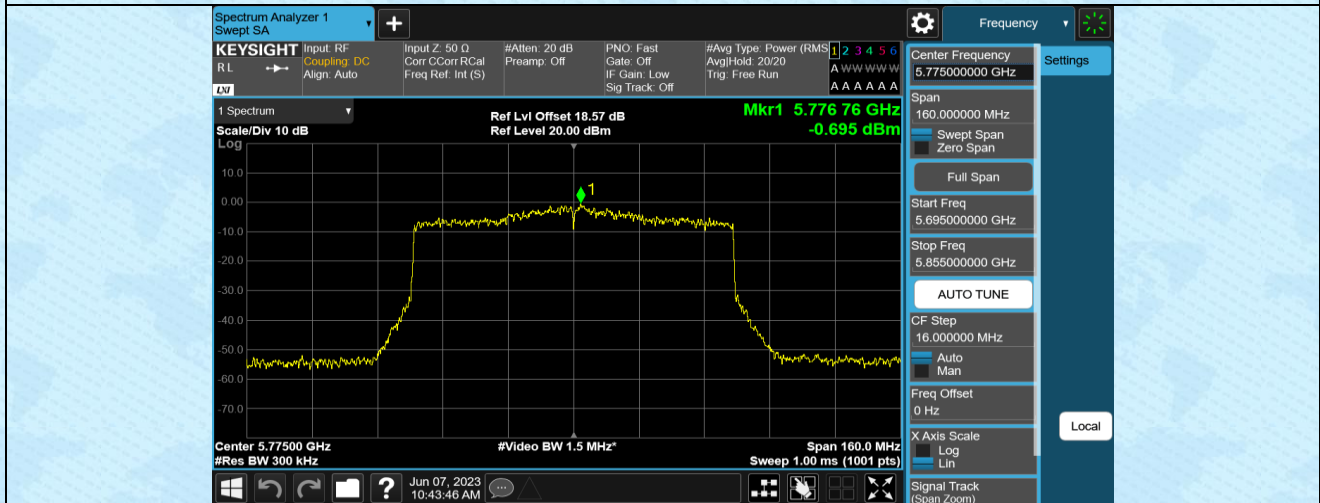 Spectrum Analyzer 1
Swept SA
+
Frequency
KEYSIGHT
RL
LXI
Input: RF
Coupling: DC
Align: Auto
Input Z: 50 Ω
Corr CCorr RCal
Freq Ref: Int (S)
#Atten: 20 dB
Preamp: Off
PNO: Fast
Gate: Off
IF Gain: Low
Sig Track: Off
#Avg Type: Power (RMS
Avg|Hold: 20/20
Trig: Free Run
1 2 3 4 5 6
A W W W W W
A A A A A A
1 Spectrum
Scale/Div 10 dB
Log
Ref Lvl Offset 18.57 dB
Ref Level 20.00 dBm
Mkr1 5.776 76 GHz
-0.695 dBm
10.0
0.00
-10.0
-20.0
-30.0
-40.0
-50.0
-60.0
-70.0
1
Center 5.77500 GHz
#Res BW 300 kHz
#Video BW 1.5 MHz*
Span 160.0 MHz
Sweep 1.00 ms (1001 pts)
Center Frequency
5.775000000 GHz
Span
160.000000 MHz
Swept Span
Zero Span
Full Span
Start Freq
5.695000000 GHz
Stop Freq
5.855000000 GHz
AUTO TUNE
CF Step
16.000000 MHz
Auto
Man
Freq Offset
0 Hz
X Axis Scale
Log
Lin
Signal Track
(Span Zoom)
Settings
Local
?
Jun 07, 2023
10:43:46 AM